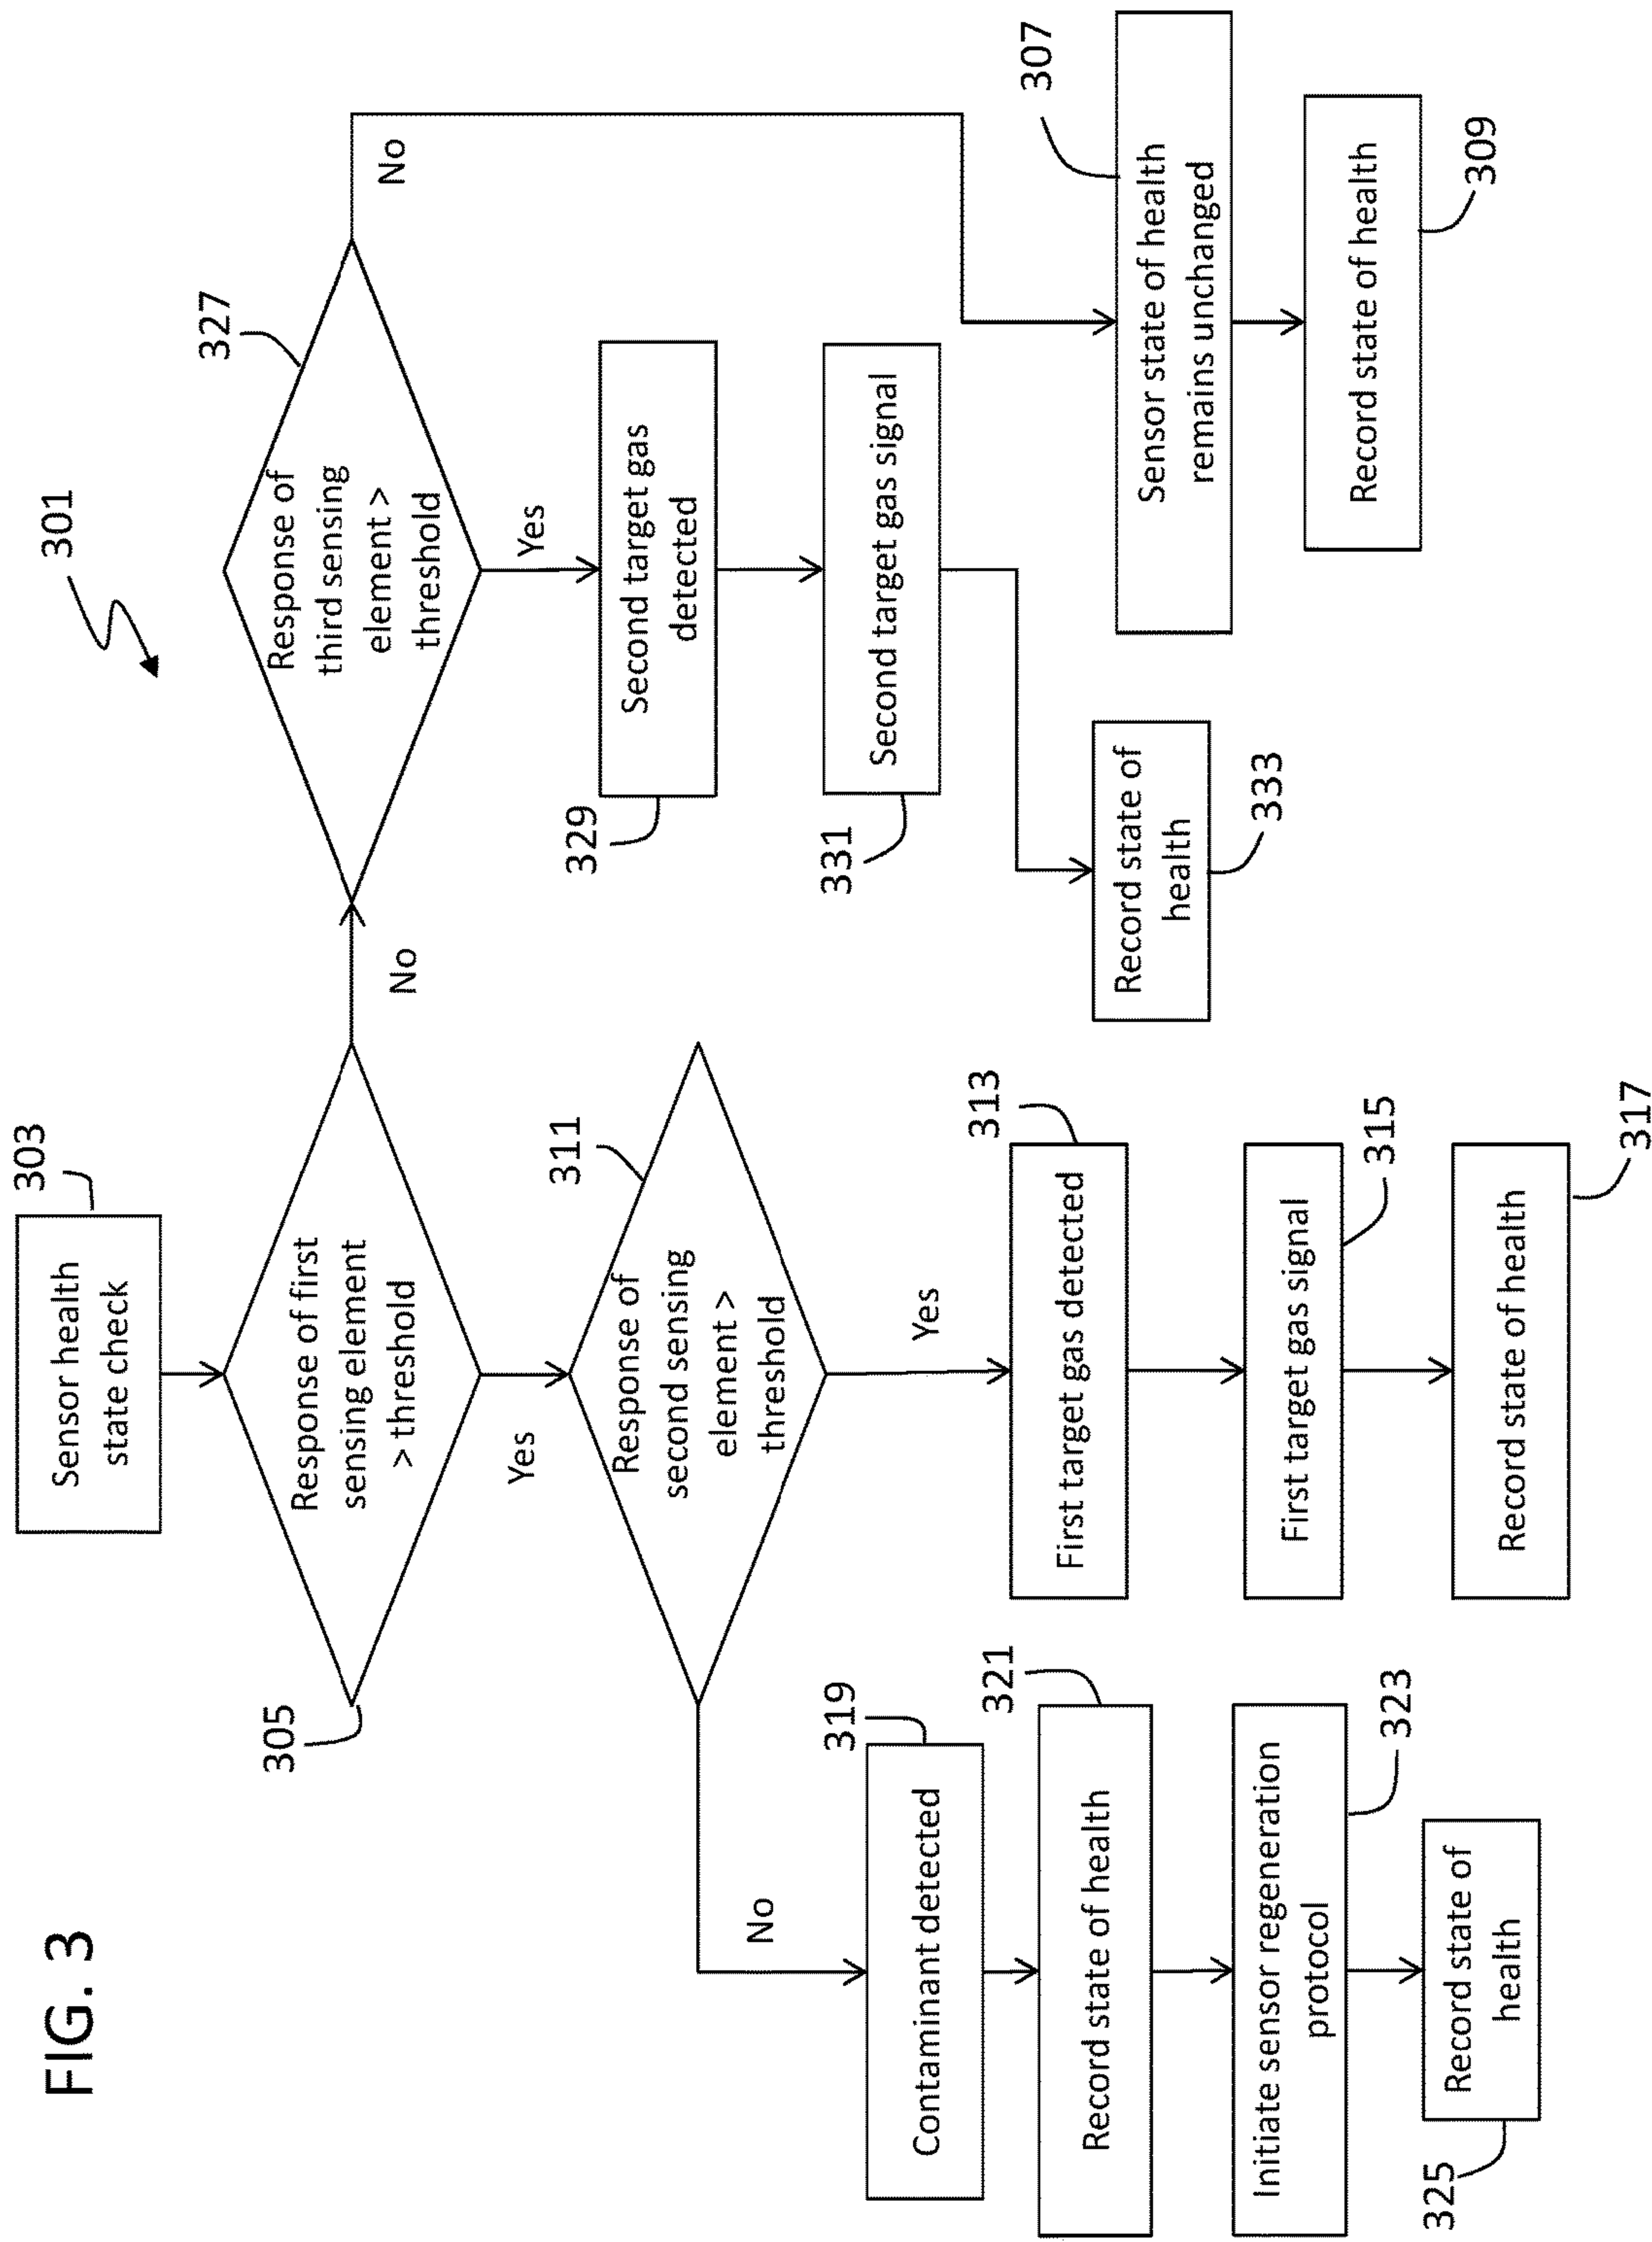 FIG. 3
301
303
Sensor health
state check
305
Response of first
sensing element
> threshold
No
Yes
327
Response of
third sensing
element >
threshold
No
Yes
311
Response of
second sensing
element >
threshold
No
Yes
329
Second target gas
detected
331
Second target gas signal
333
Record state of
health
307
Sensor state of health
remains unchanged
309
Record state of health
313
First target gas detected
315
First target gas signal
317
Record state of health
319
Contaminant detected
321
Record state of health
323
Initiate sensor regeneration
protocol
325
Record state of
health